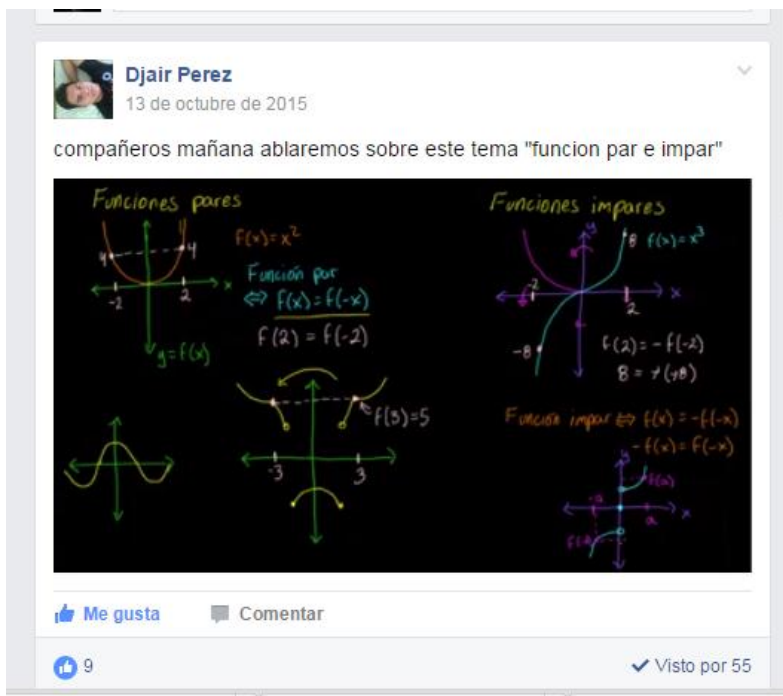 Djair Perez
13 de octubre de 2015
compañeros mañana ablaremos sobre este tema "funcion par e impar"
Funciones pares
4
4
f(x)=x²
-2
2
x
y=f(x)
Función par
⇔ f(x)=f(-x)
f(2)=f(-2)
f(3)=5
-3
3
Funciones impares
y
8
f(x)=x³
-2
2
x
-8
f(2)=-f(-2)
Función impar ⇔ f(x)=-f(-x)
-f(x)=f(-x)
y
f(a)
-a
a
x
Me gusta
Comentar
9
Visto por 55